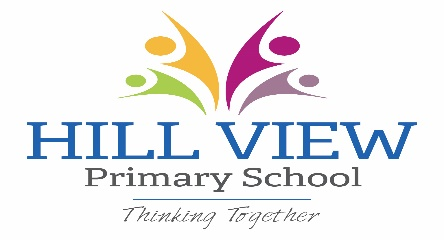 HILL VIEW
Primary School
Thinking Together